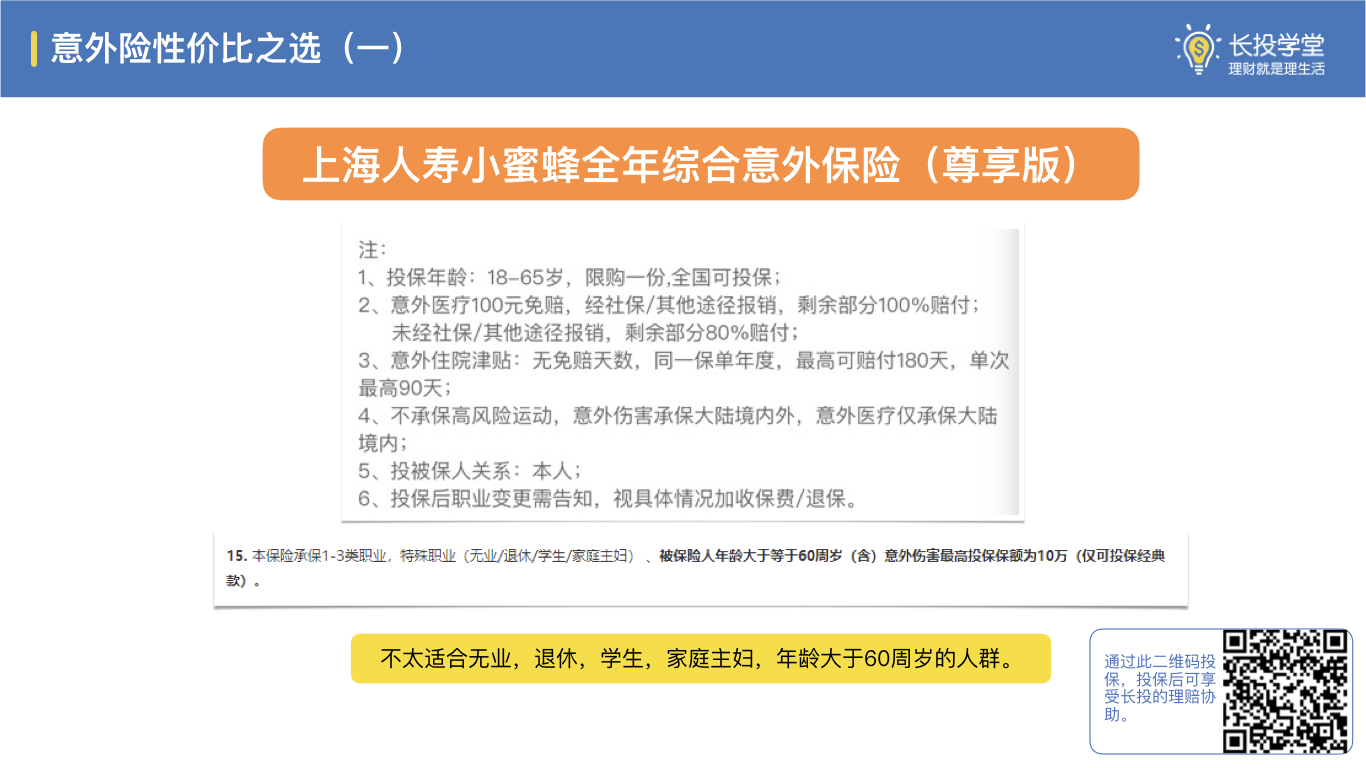 意外险性价比之选（一）
长投学堂
理财就是理生活
上海人寿小蜜蜂全年综合意外保险（尊享版）
注：
1、投保年龄：18-65岁，限购一份,全国可投保；
2、意外医疗100元免赔，经社保/其他途径报销，剩余部分100%赔付；
未经社保/其他途径报销，剩余部分80%赔付；
3、意外住院津贴：无免赔天数，同一保单年度，最高可赔付180天，单次
最高90天；
4、不承保高风险运动，意外伤害承保大陆境内外，意外医疗仅承保大陆
境内；
5、投被保人关系：本人；
6、投保后职业变更需告知，视具体情况加收保费/退保。
15. 本保险承保1-3类职业，特殊职业（无业/退休/学生/家庭主妇）、被保险人年龄大于等于60周岁（含）意外伤害最高投保保额为10万（仅可投保经典
款）。
不太适合无业，退休，学生，家庭主妇，年龄大于60周岁的人群。
通过此二维码投
保，投保后可享
受长投的理赔协
助。